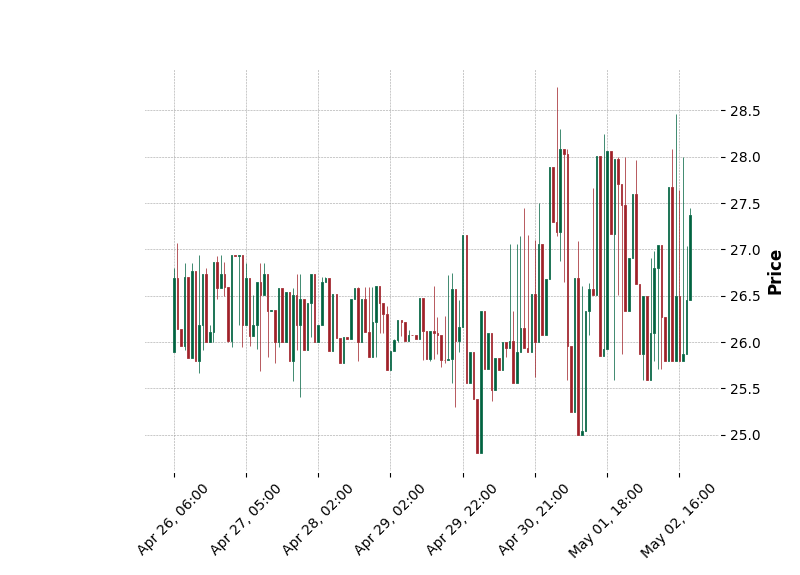 28.5
28.0
27.5
27.0
26.5
26.0
25.5
25.0
Price
Apr 26, 06:00
Apr 27, 05:00
Apr 28, 02:00
Apr 29, 02:00
Apr 29, 22:00
Apr 30, 21:00
May 01, 18:00
May 02, 16:00